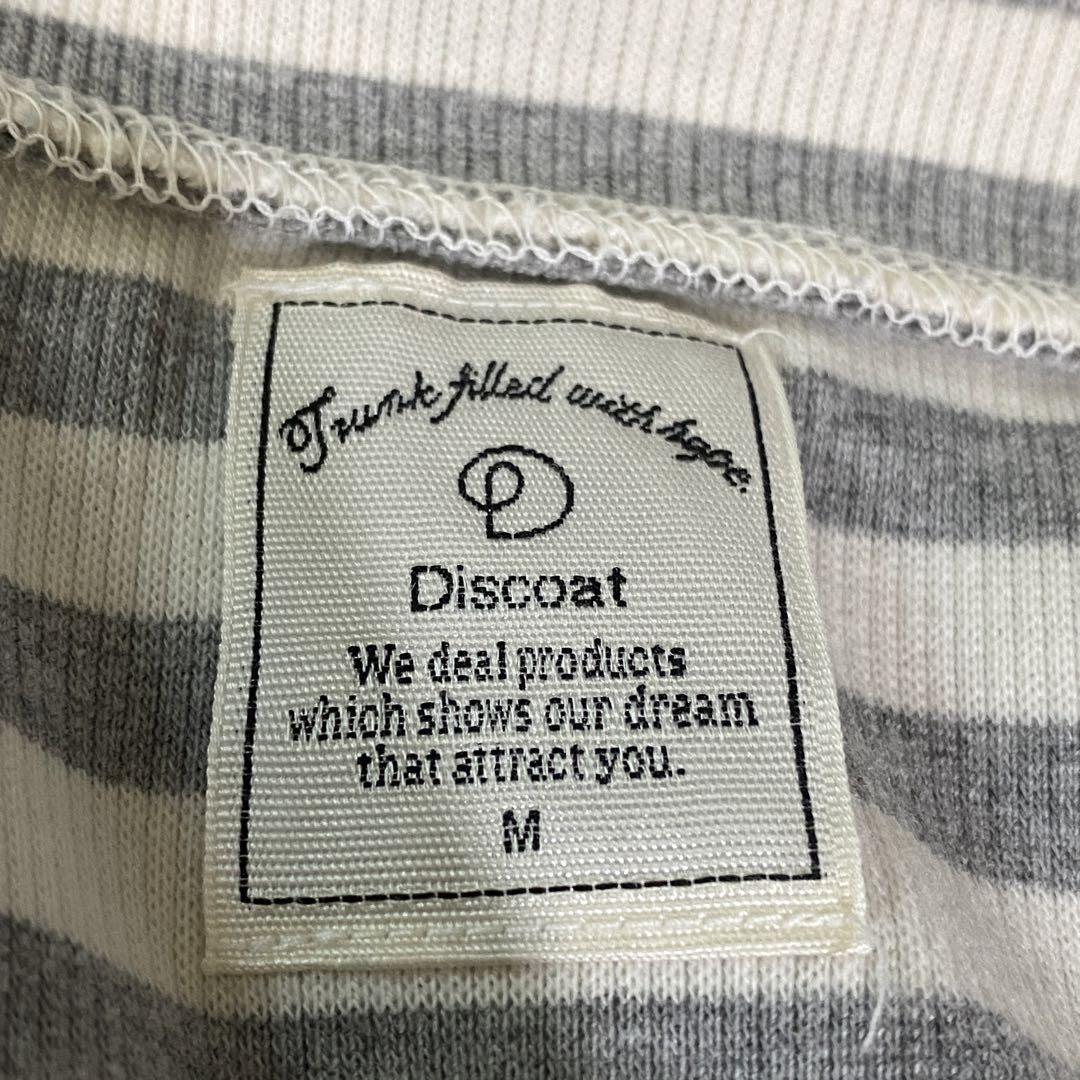 Trunk filled with hope.
D
Discoat
We deal products
which shows our dream
that attract you.
M